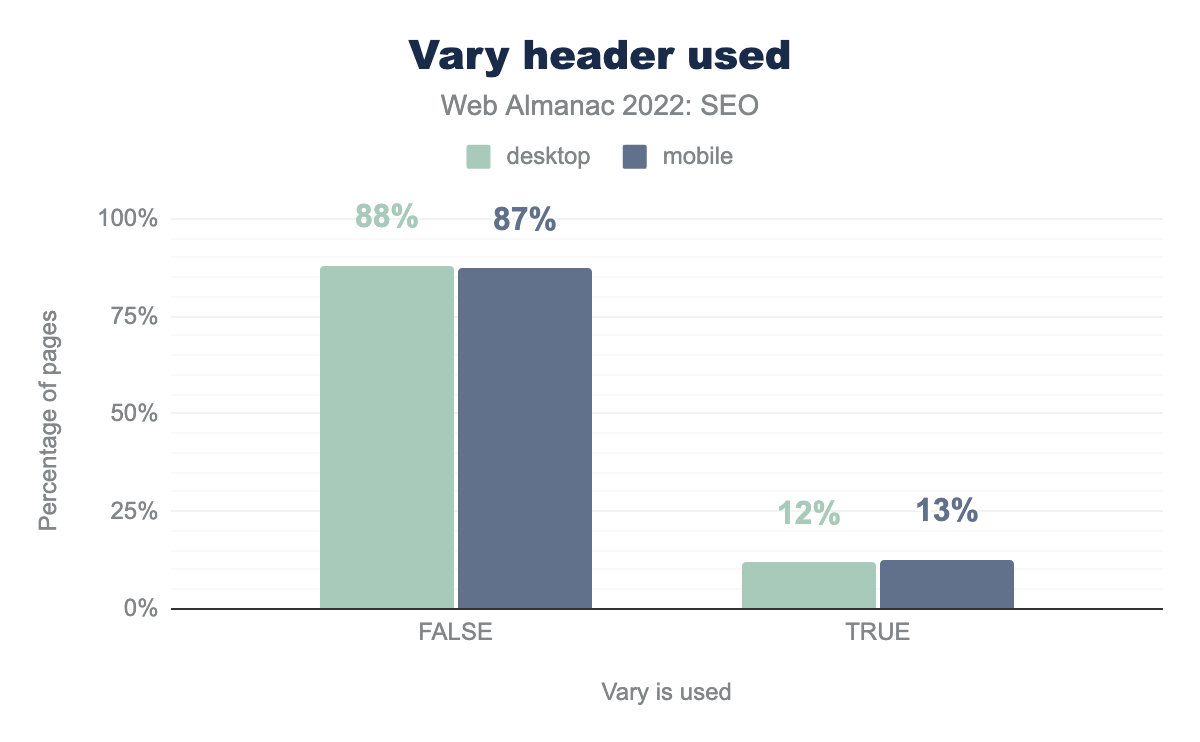 Vary header used
Web Almanac 2022: SEO
desktop mobile
100%
88% 87%
75%
50%
25%
12% 13%
0%
FALSE TRUE
Percentage of pages
Vary is used